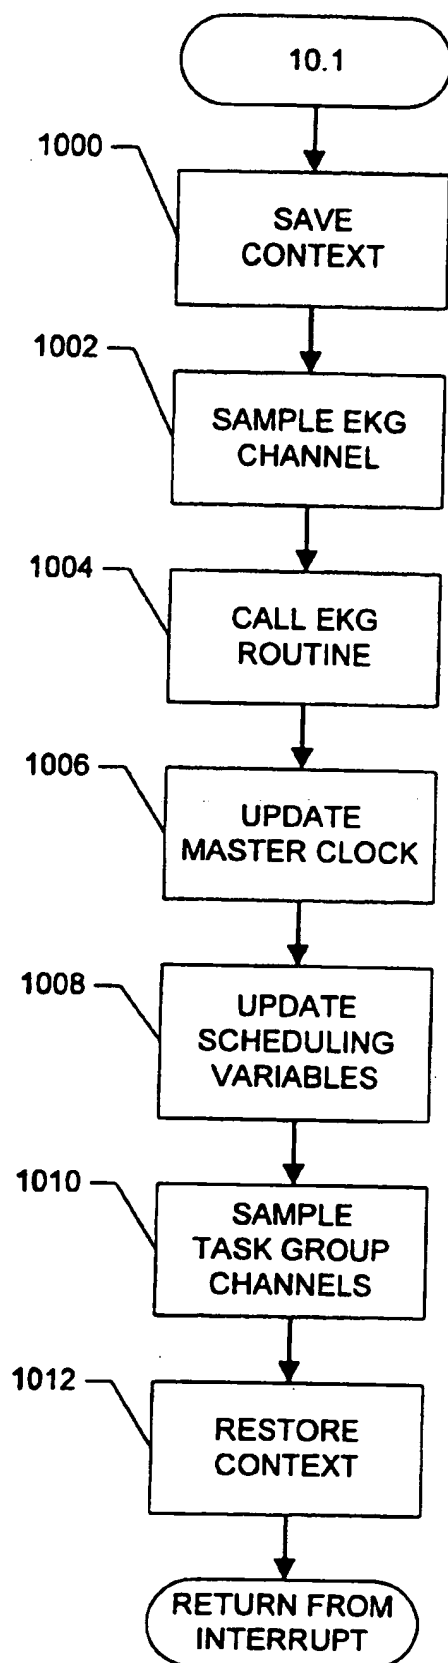 10.1
1000
SAVE
CONTEXT
1002
SAMPLE EKG
CHANNEL
1004
CALL EKG
ROUTINE
1006
UPDATE
MASTER CLOCK
1008
UPDATE
SCHEDULING
VARIABLES
1010
SAMPLE
TASK GROUP
CHANNELS
1012
RESTORE
CONTEXT
RETURN FROM
INTERRUPT